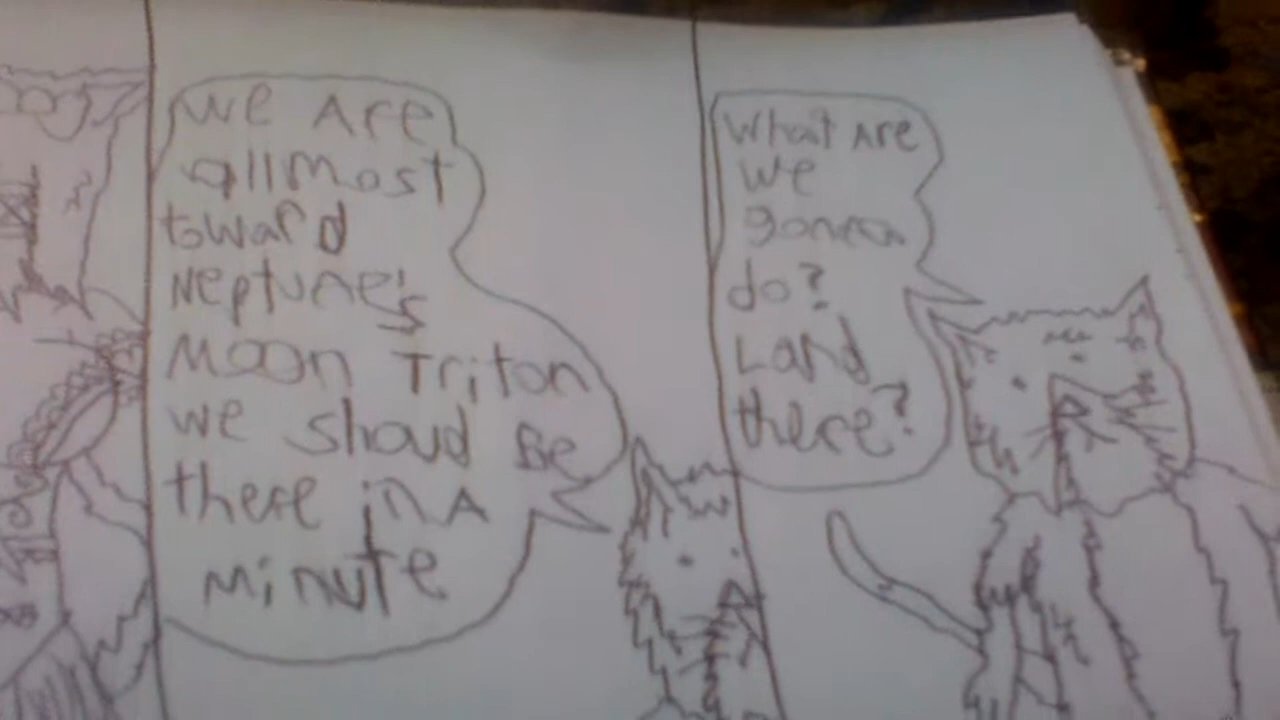 We Are
allmost
toward
Neptune's
Moon Triton
we shoud Be
there in A
minute
What Are
we
gonna
do?
Land
there?